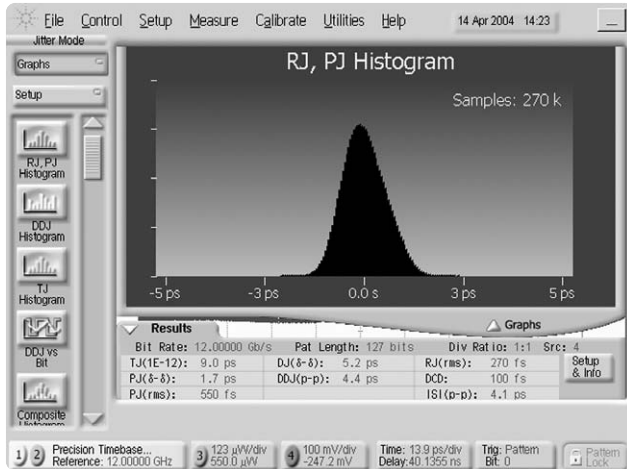 File Control Setup Measure Calibrate Utilities Help 14 Apr 2004 14:23
Jitter Mode
Graphs
Setup
RJ, PJ
Histogram
DDJ
Histogram
TJ
Histogram
DDJ vs
Bit
Composite
Histogram
RJ, PJ Histogram
Samples: 270 k
-5 ps -3 ps 0.0 s 3 ps 5 ps
Results Graphs
Bit Rate: 12.00000 Gb/s Pat Length: 127 bits Div Ratio: 1:1 Src: 4
TJ(1E-12): 9.0 ps DJ(δ-δ): 5.2 ps RJ(rms): 270 fs
PJ(δ-δ): 1.7 ps DDJ(p-p): 4.4 ps DCD: 100 fs
PJ(rms): 550 fs ISI(p-p): 4.1 ps
Setup
& Info
1 2 Precision Timebase...
Reference: 12.00000 GHz
3 123 µW/div
550.0 µW
4 100 mV/div
-247.2 mV
Time: 13.9 ps/div
Delay:40.1355 ns
Trig: Pattern
Bit: 0
Pattern
Lock